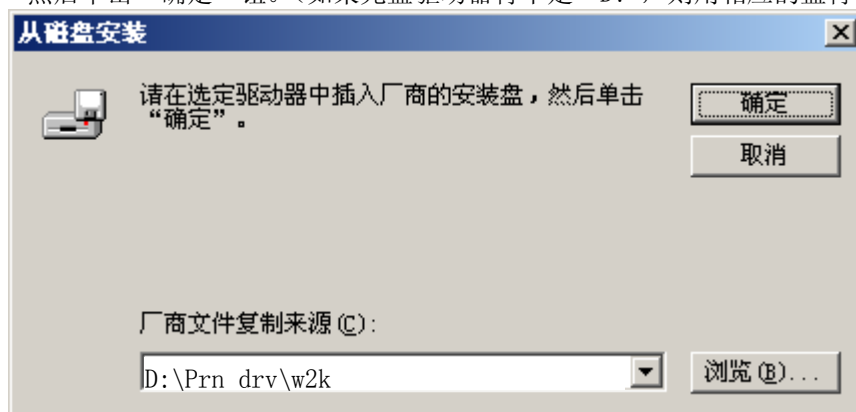 从磁盘安装
请在选定驱动器中插入厂商的安装盘，然后单击
“确定”。
确定
取消
厂商文件复制来源(C):
D:\Prn drv\w2k
浏览(B)...